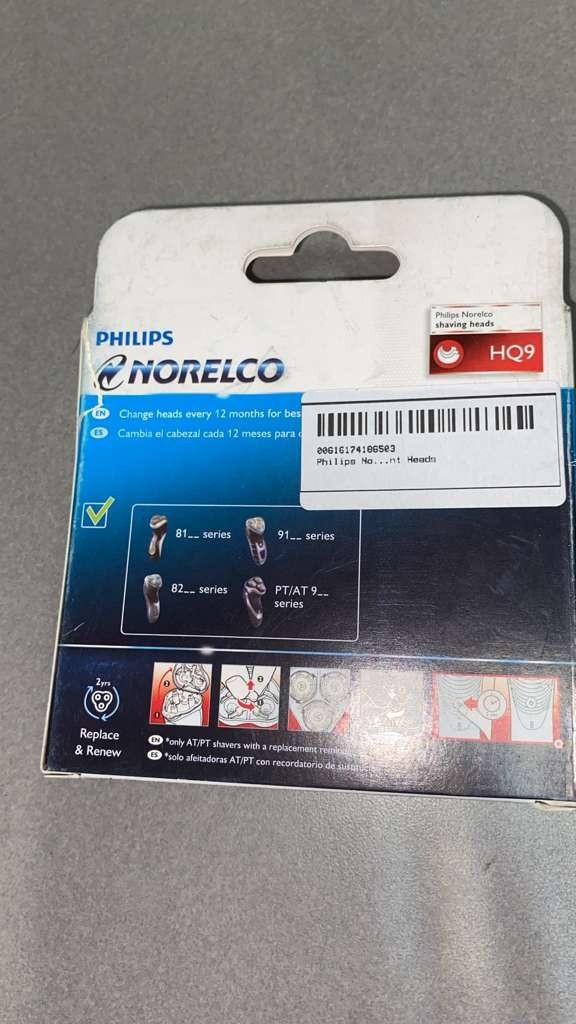 Philips Norelco
shaving heads
HQ9
PHILIPS
NORELCO
EN Change heads every 12 months for bes
ES Cambia el cabezal cada 12 meses para
00616174186503
Philips No...nt Heads
81__ series
91__ series
82__ series
PT/AT 9__
series
2yrs
Replace
& Renew
EN *only AT/PT shavers with a replacement remin
ES *solo afeitadoras AT/PT con recordatorio de